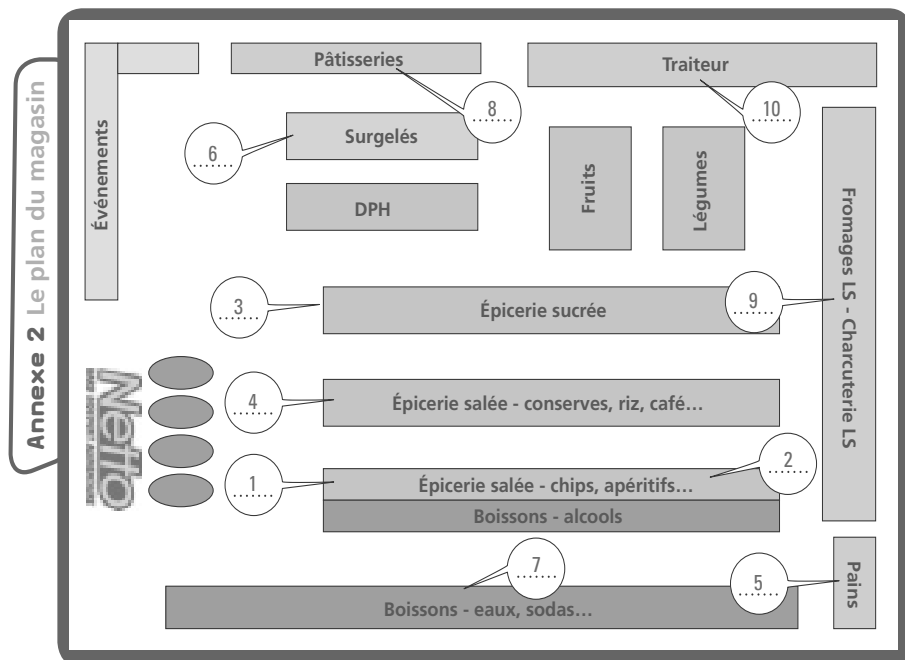 Annexe 2 Le plan du magasin
Événements
Pâtisseries
Traiteur
8
10
6
Surgelés
DPH
Fruits
Légumes
Fromages LS - Charcuterie LS
3
Épicerie sucrée
9
Netto
4
Épicerie salée - conserves, riz, café...
1
Épicerie salée - chips, apéritifs...
2
Boissons - alcools
7
5
Pains
Boissons - eaux, sodas...